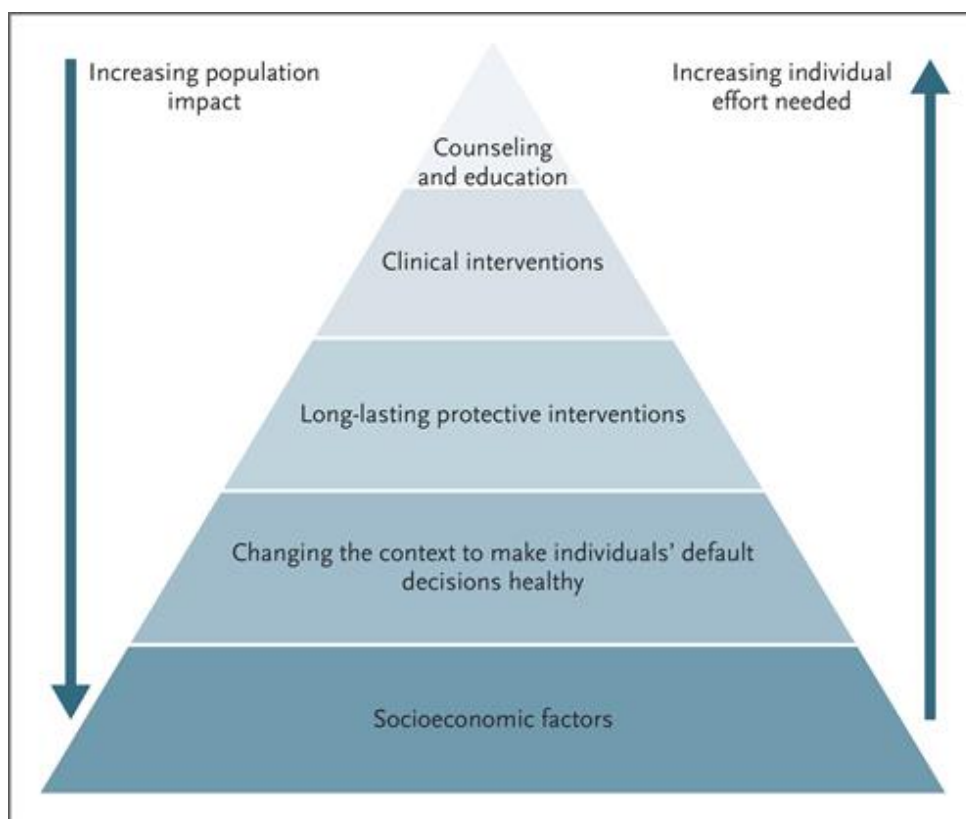 Increasing population
impact
Increasing individual
effort needed
Counseling
and education
Clinical interventions
Long-lasting protective interventions
Changing the context to make individuals’ default
decisions healthy
Socioeconomic factors